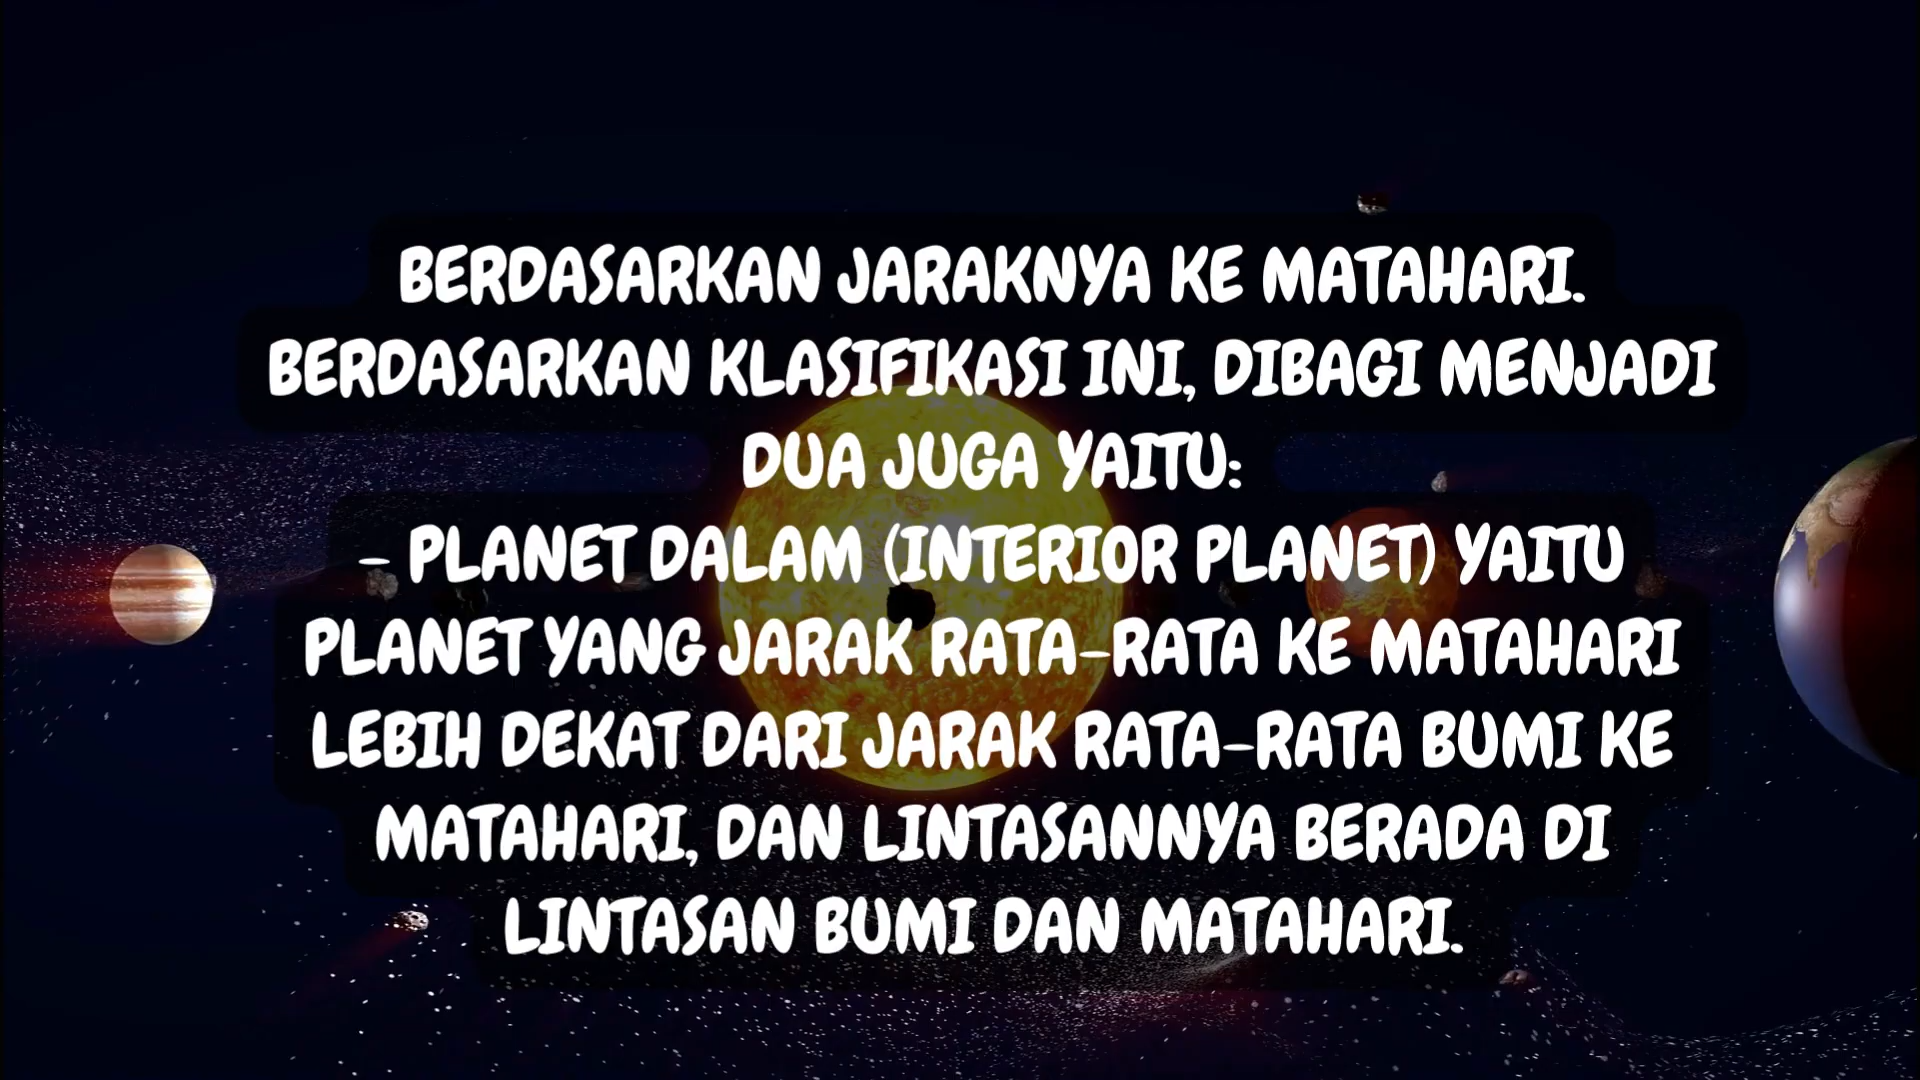 BERDASARKAN JARAKNYA KE MATAHARI.
BERDASARKAN KLASIFIKASI INI, DIBAGI MENJADI
DUA JUGA YAITU:
- PLANET DALAM (INTERIOR PLANET) YAITU
PLANET YANG JARAK RATA-RATA KE MATAHARI
LEBIH DEKAT DARI JARAK RATA-RATA BUMI KE
MATAHARI, DAN LINTASANNYA BERADA DI
LINTASAN BUMI DAN MATAHARI.